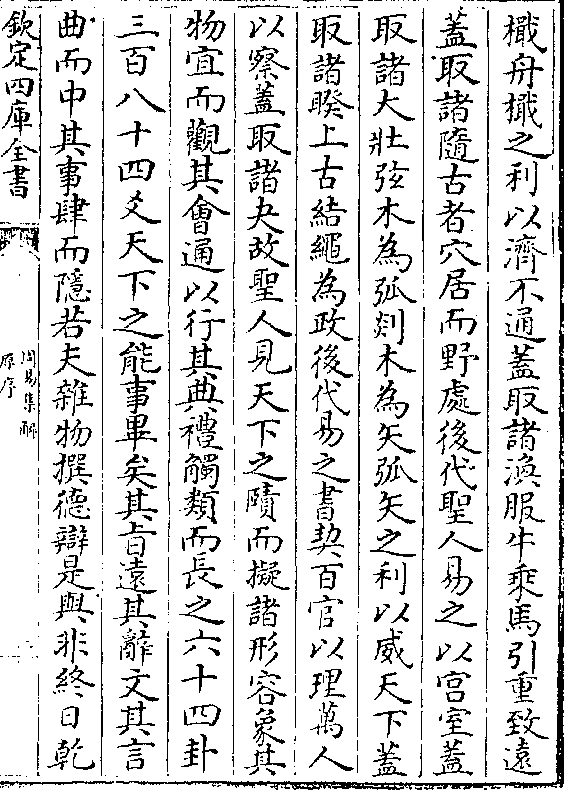 檝舟檝之利以濟不通蓋取諸渙服牛乘馬引重致遠
蓋取諸隨古者穴居而野處後代聖人易之以宫室蓋
取諸大壯弦木為弧剡木為矢弧矢之利以威天下蓋
取諸睽上古結繩為政後代易之書契百官以理萬人
以察蓋取諸夬故聖人見天下之賾而擬諸形容象其
物宜而觀其會通以行其典禮觸類而長之六十四卦
三百八十四爻天下之能事畢矣其旨遠其辭文其言
曲而中其事肆而隱若夫雜物撰德辯是與非終日乾
欽定四庫全書
周易集解
原序